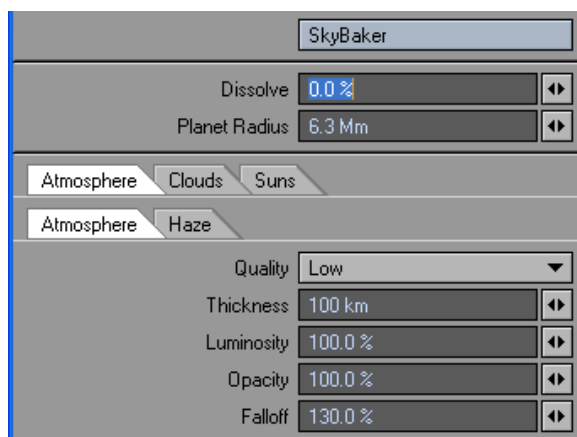 SkyBaker
Dissolve 0.0 %
Planet Radius 6.3 Mm
Atmosphere Clouds Suns
Atmosphere Haze
Quality Low
Thickness 100 km
Luminosity 100.0 %
Opacity 100.0 %
Falloff 130.0 %